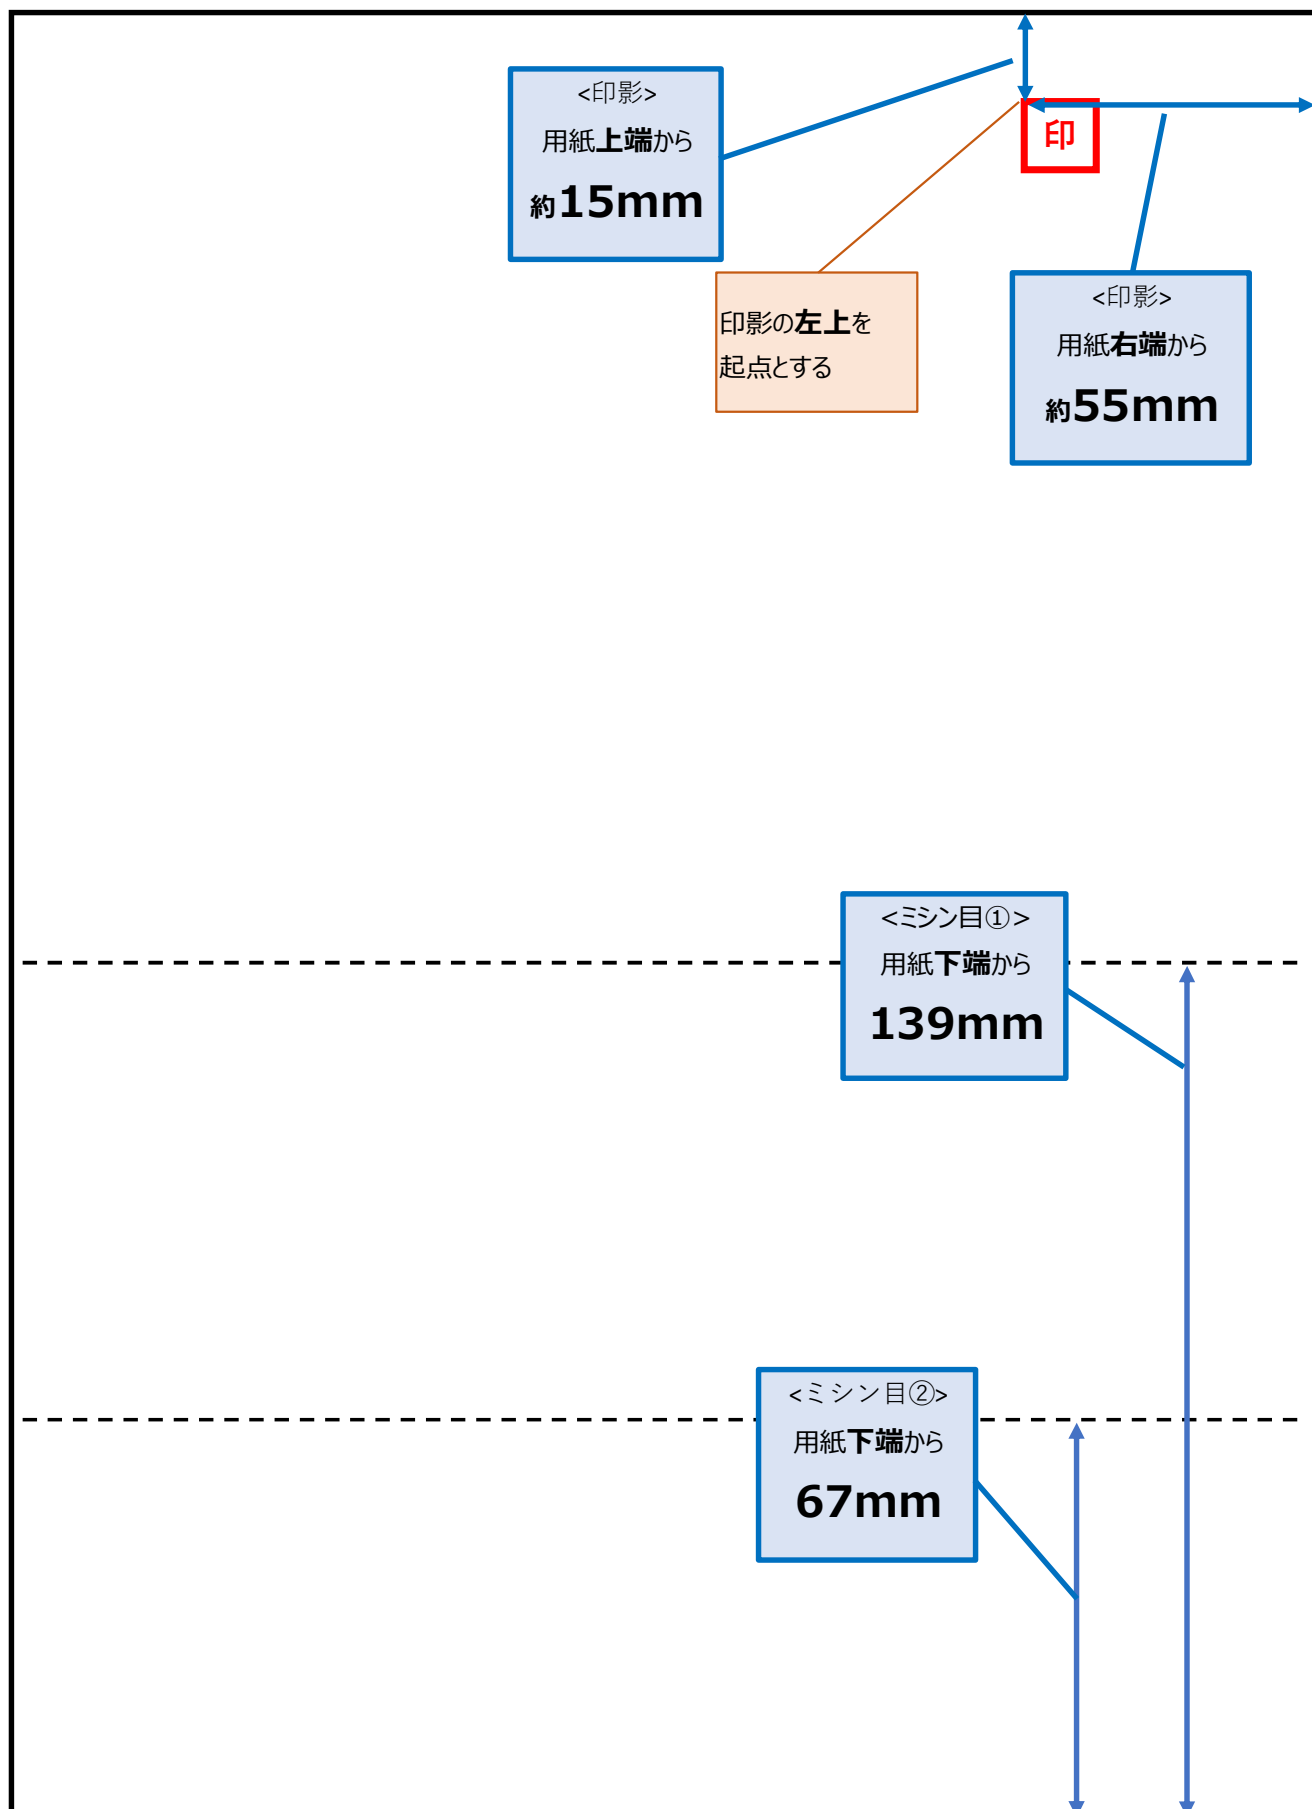 <印影>
用紙上端から
約15mm
印
印影の左上を
起点とする
<印影>
用紙右端から
約55mm
<ミシン目①>
用紙下端から
139mm
<ミシン目②>
用紙下端から
67mm